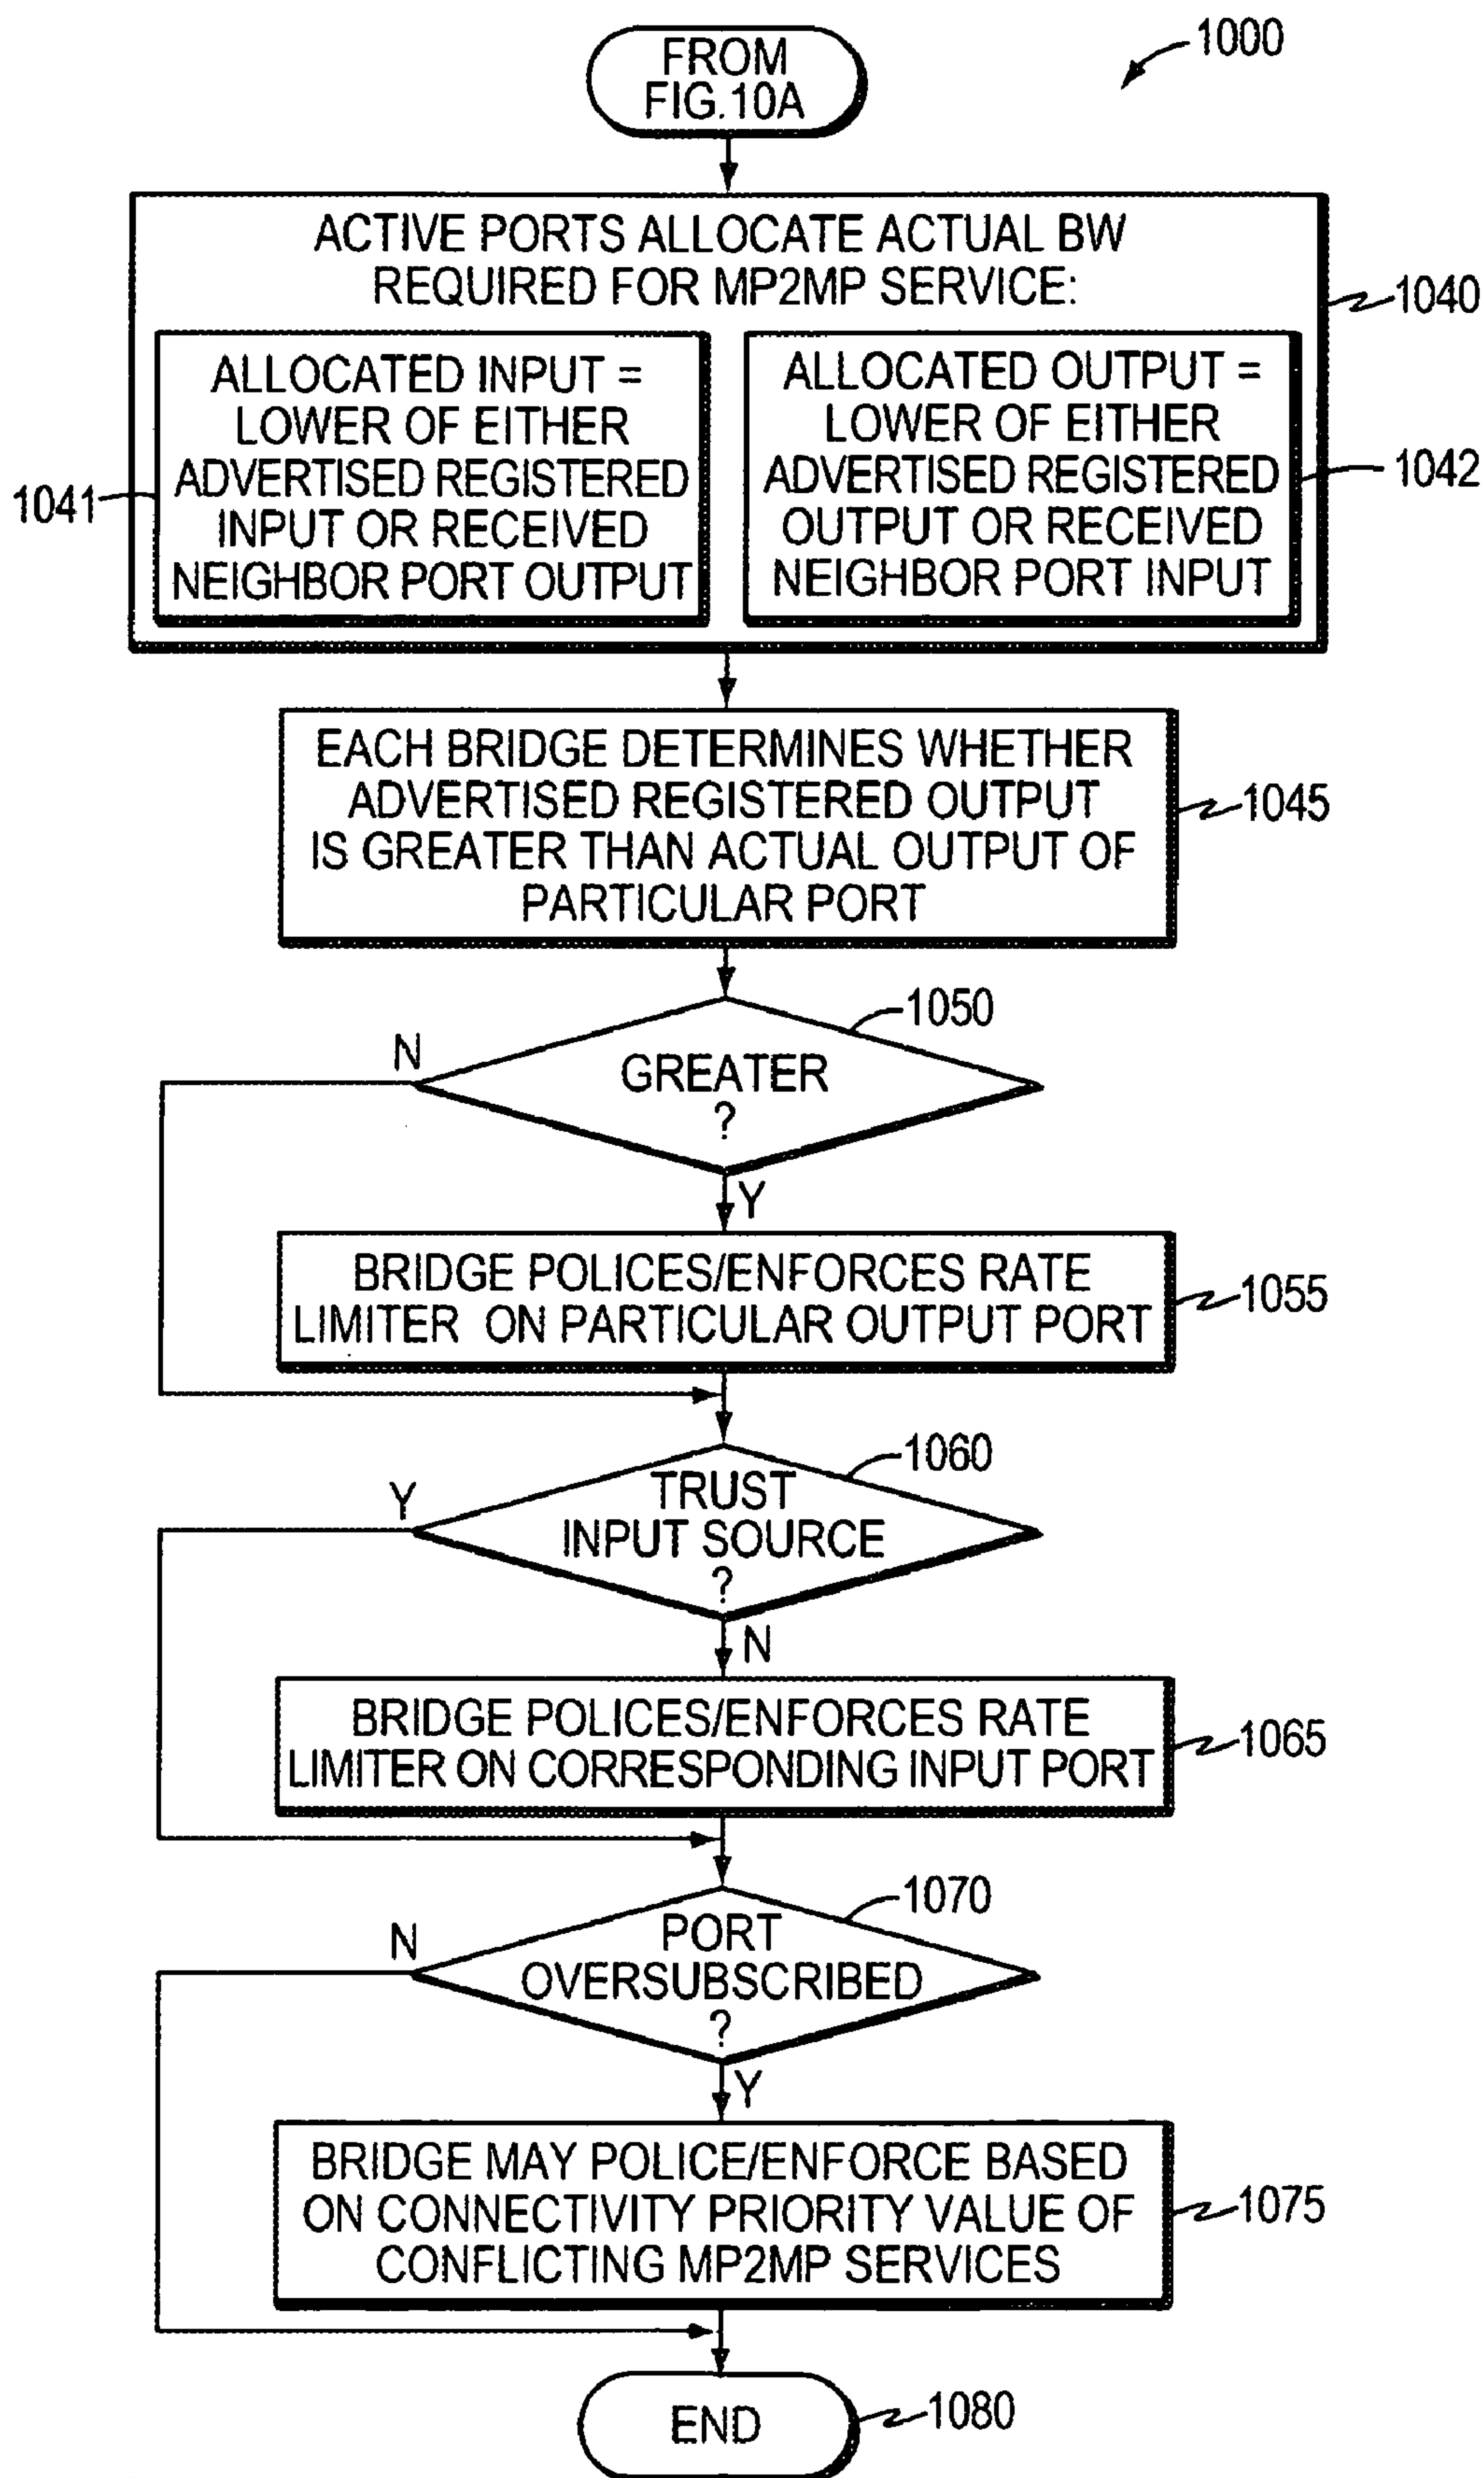 FROM
FIG.10A
1000
ACTIVE PORTS ALLOCATE ACTUAL BW
REQUIRED FOR MP2MP SERVICE:
1040
ALLOCATED INPUT =
LOWER OF EITHER
ADVERTISED REGISTERED
INPUT OR RECEIVED
NEIGHBOR PORT OUTPUT
1041
ALLOCATED OUTPUT =
LOWER OF EITHER
ADVERTISED REGISTERED
OUTPUT OR RECEIVED
NEIGHBOR PORT INPUT
1042
EACH BRIDGE DETERMINES WHETHER
ADVERTISED REGISTERED OUTPUT
IS GREATER THAN ACTUAL OUTPUT OF
PARTICULAR PORT
1045
1050
N
GREATER
?
Y
BRIDGE POLICES/ENFORCES RATE
LIMITER ON PARTICULAR OUTPUT PORT
1055
1060
Y
TRUST
INPUT SOURCE
?
N
BRIDGE POLICES/ENFORCES RATE
LIMITER ON CORRESPONDING INPUT PORT
1065
1070
N
PORT
OVERSUBSCRIBED
?
Y
BRIDGE MAY POLICE/ENFORCE BASED
ON CONNECTIVITY PRIORITY VALUE OF
CONFLICTING MP2MP SERVICES
1075
END
1080